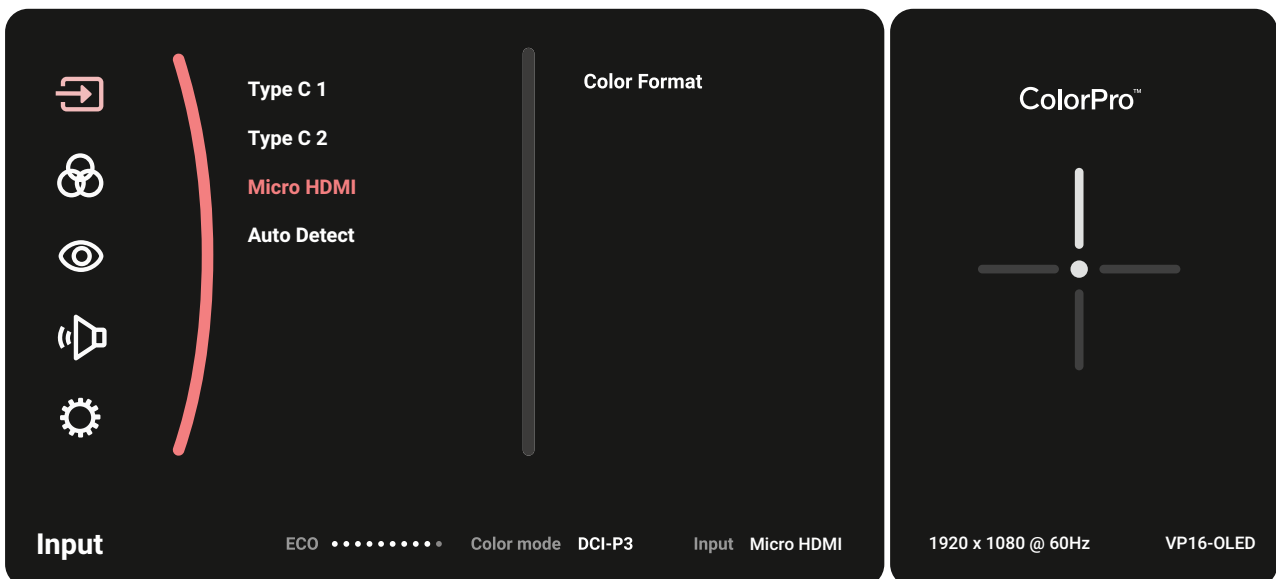 Type C 1
Type C 2
Micro HDMI
Auto Detect
Color Format
Input
ECO
Color mode DCI-P3
Input Micro HDMI
ColorPro™
1920 x 1080 @ 60Hz
VP16-OLED